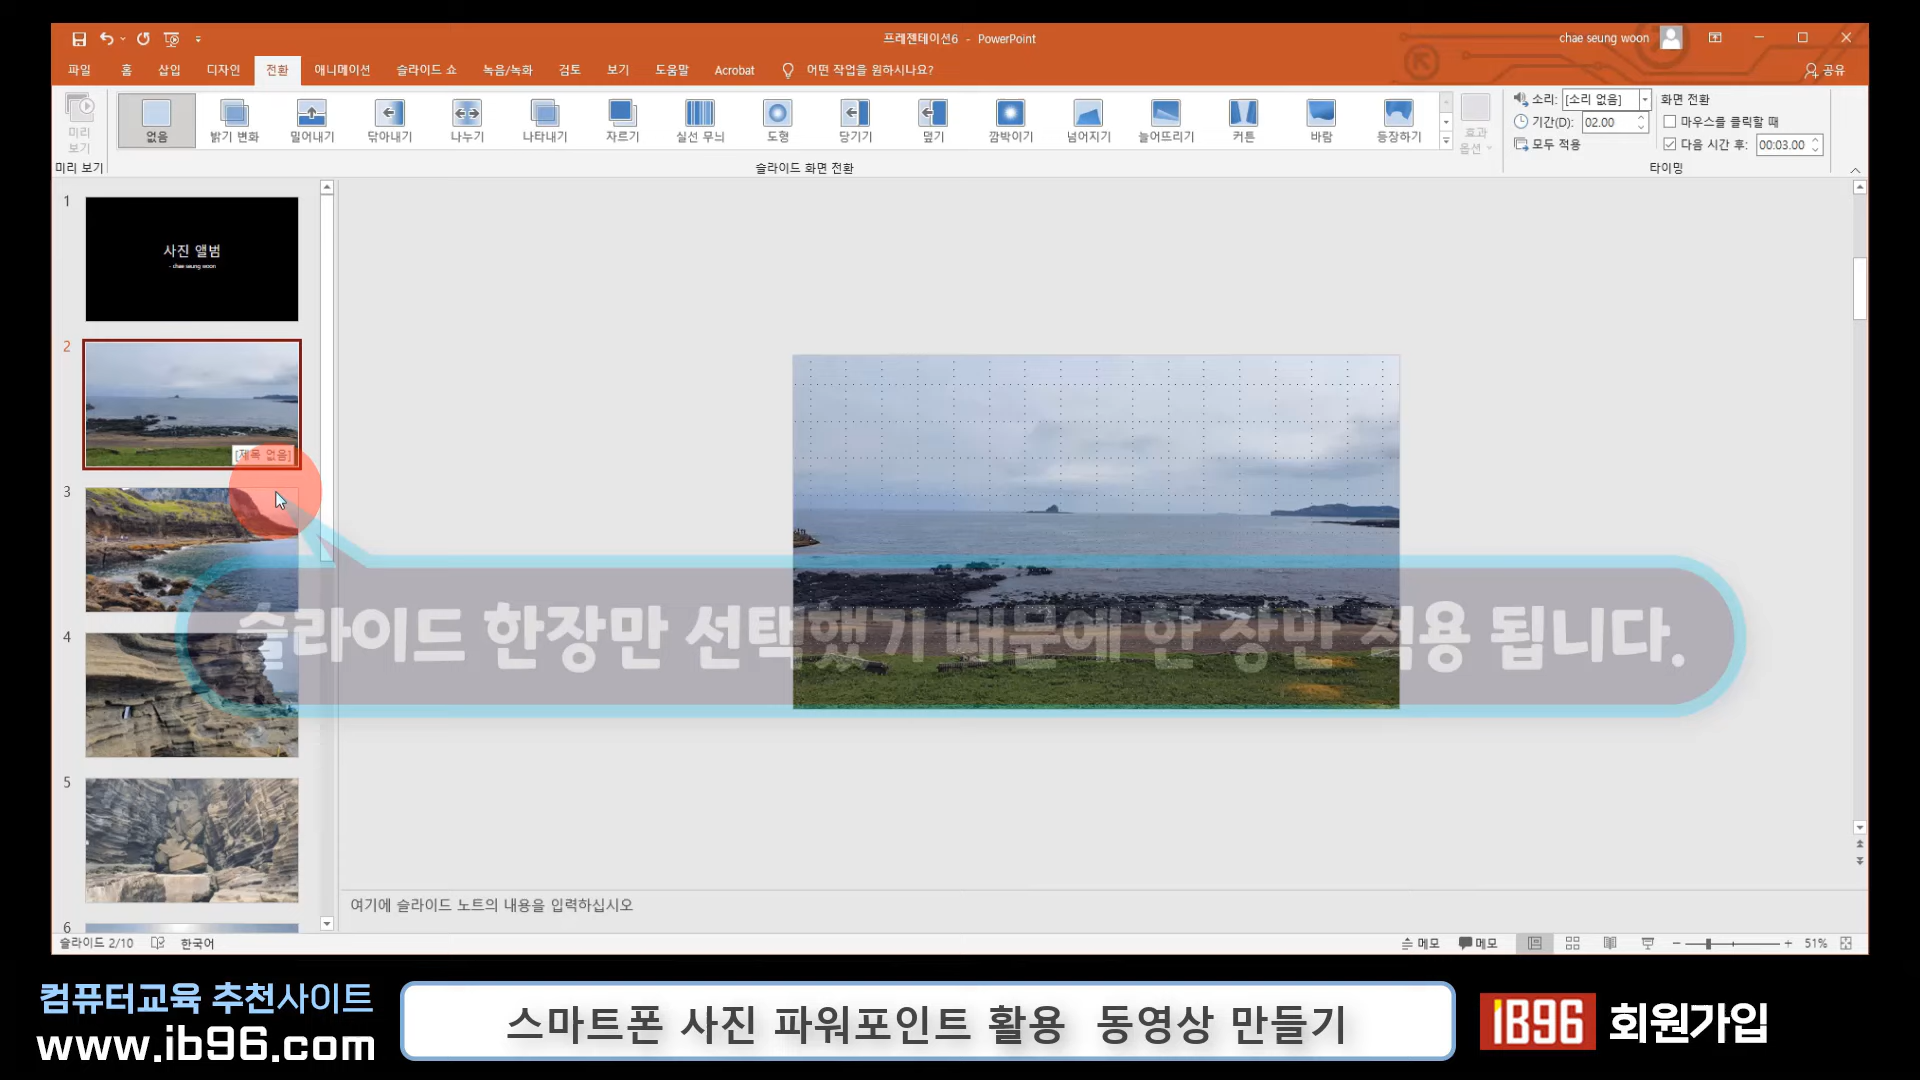 프레젠테이션6 - PowerPoint
chae seung woon
파일 홈 삽입 디자인 전환 애니메이션 슬라이드 쇼 녹음/녹화 검토 보기 도움말 Acrobat 어떤 작업을 원하시나요?
공유
미리
보기
없음 밝기 변화 밀어내기 닦아내기 나누기 나타내기 자르기 실선 무늬 도형 당기기 덮기 깜박이기 넘어지기 늘어뜨리기 커튼 바람 등장하기
효과
옵션
소리: [소리 없음]
기간(D): 02.00
모두 적용
화면 전환
마우스를 클릭할 때
다음 시간 후: 00:03.00
미리 보기
슬라이드 화면 전환
타이밍
1
사진 앨범
- chae seung woon
2
[제목 없음]
3
4
5
6
슬라이드 한장만 선택했기 때문에 한 장만 적용 됩니다.
여기에 슬라이드 노트의 내용을 입력하십시오
슬라이드 2/10 한국어
메모 메모 51%
컴퓨터교육 추천사이트
www.ib96.com
스마트폰 사진 파워포인트 활용 동영상 만들기
IB96 회원가입